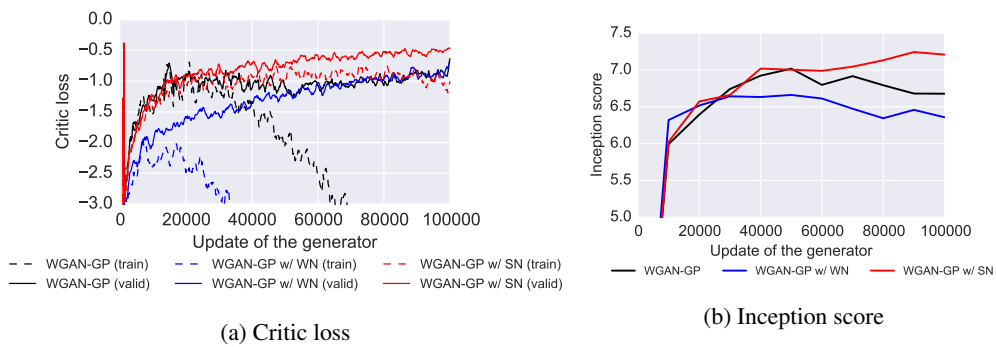 0.0
−0.5
−1.0
−1.5
−2.0
−2.5
−3.0
Critic loss
0 20000 40000 60000 80000 100000
Update of the generator
WGAN-GP (train) WGAN-GP w/ WN (train) WGAN-GP w/ SN (train)
WGAN-GP (valid) WGAN-GP w/ WN (valid) WGAN-GP w/ SN (valid)
(a) Critic loss
7.5
7.0
6.5
6.0
5.5
5.0
Inception score
0 20000 40000 60000 80000 100000
Update of the generator
WGAN-GP WGAN-GP w/ WN WGAN-GP w/ SN
(b) Inception score